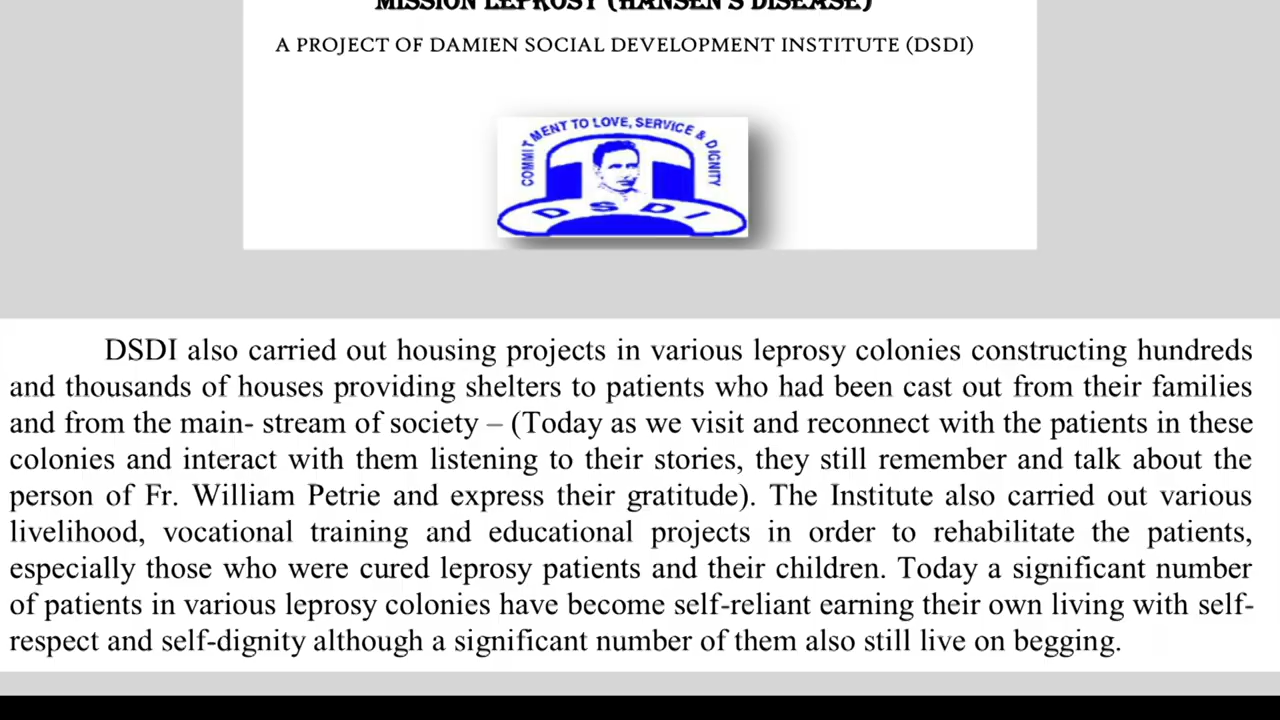 MISSION LEPROSY (HANSEN'S DISEASE)
A PROJECT OF DAMIEN SOCIAL DEVELOPMENT INSTITUTE (DSDI)
COMMITMENT TO LOVE, SERVICE & DIGNITY
DSDI
DSDI also carried out housing projects in various leprosy colonies constructing hundreds
and thousands of houses providing shelters to patients who had been cast out from their families
and from the main- stream of society – (Today as we visit and reconnect with the patients in these
colonies and interact with them listening to their stories, they still remember and talk about the
person of Fr. William Petrie and express their gratitude). The Institute also carried out various
livelihood, vocational training and educational projects in order to rehabilitate the patients,
especially those who were cured leprosy patients and their children. Today a significant number
of patients in various leprosy colonies have become self-reliant earning their own living with self-
respect and self-dignity although a significant number of them also still live on begging.